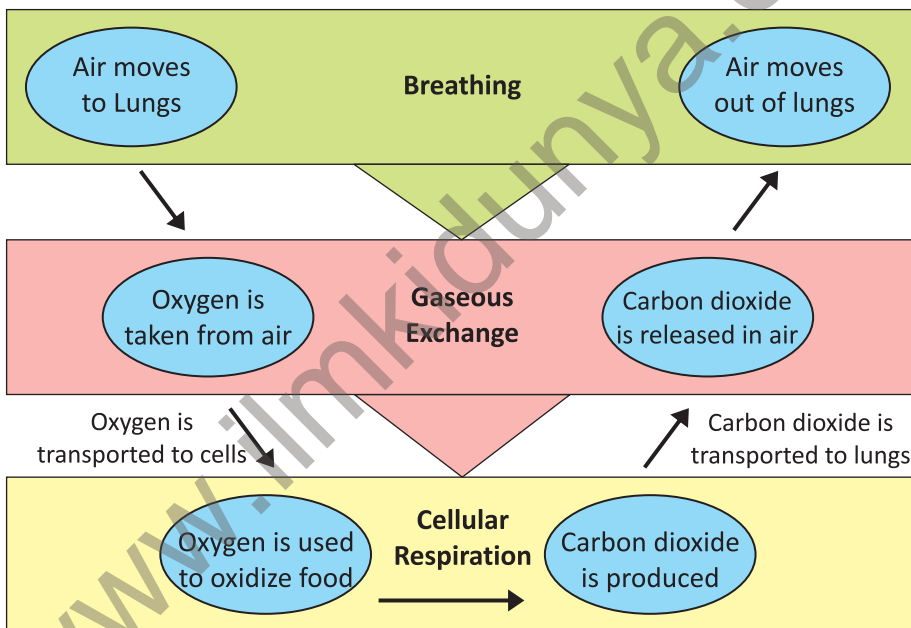 Air moves
to Lungs
Breathing
Air moves
out of lungs
Oxygen is
taken from air
Gaseous
Exchange
Carbon dioxide
is released in air
Oxygen is
transported to cells
Carbon dioxide is
transported to lungs
Oxygen is used
to oxidize food
Cellular
Respiration
Carbon dioxide
is produced
www.ilmkidunya.c